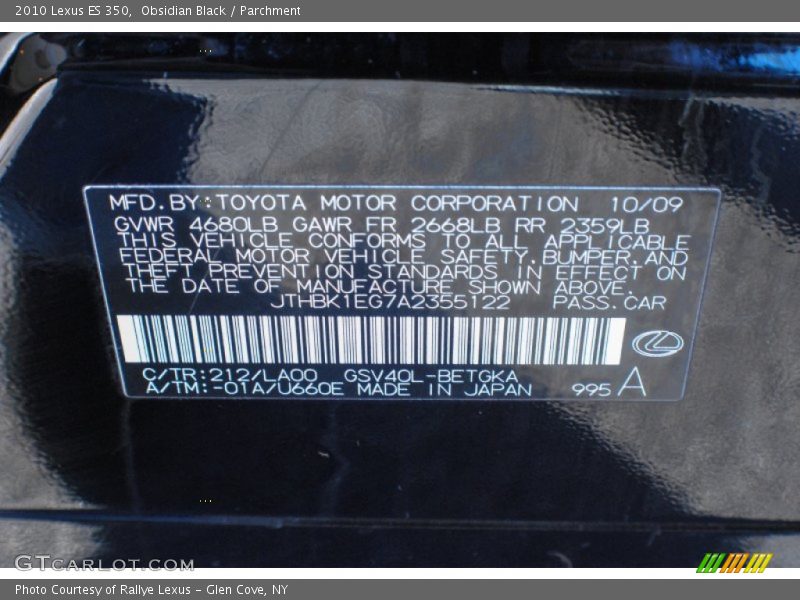 2010 Lexus ES 350,  Obsidian Black / Parchment
MFD.BY:TOYOTA MOTOR CORPORATION 10/09
GVWR 4680LB GAWR FR 2668LB RR 2359LB
THIS VEHICLE CONFORMS TO ALL APPLICABLE
FEDERAL MOTOR VEHICLE SAFETY,BUMPER,AND
THEFT PREVENTION STANDARDS IN EFFECT ON
THE DATE OF MANUFACTURE SHOWN ABOVE.
JTHBK1EG7A2355122 PASS.CAR
C/TR:212/LA00 GSV40L-BETGKA
A/TM:-01A/U660E MADE IN JAPAN 995 A
GTCARLOT.COM
Photo Courtesy of Rallye Lexus - Glen Cove, NY